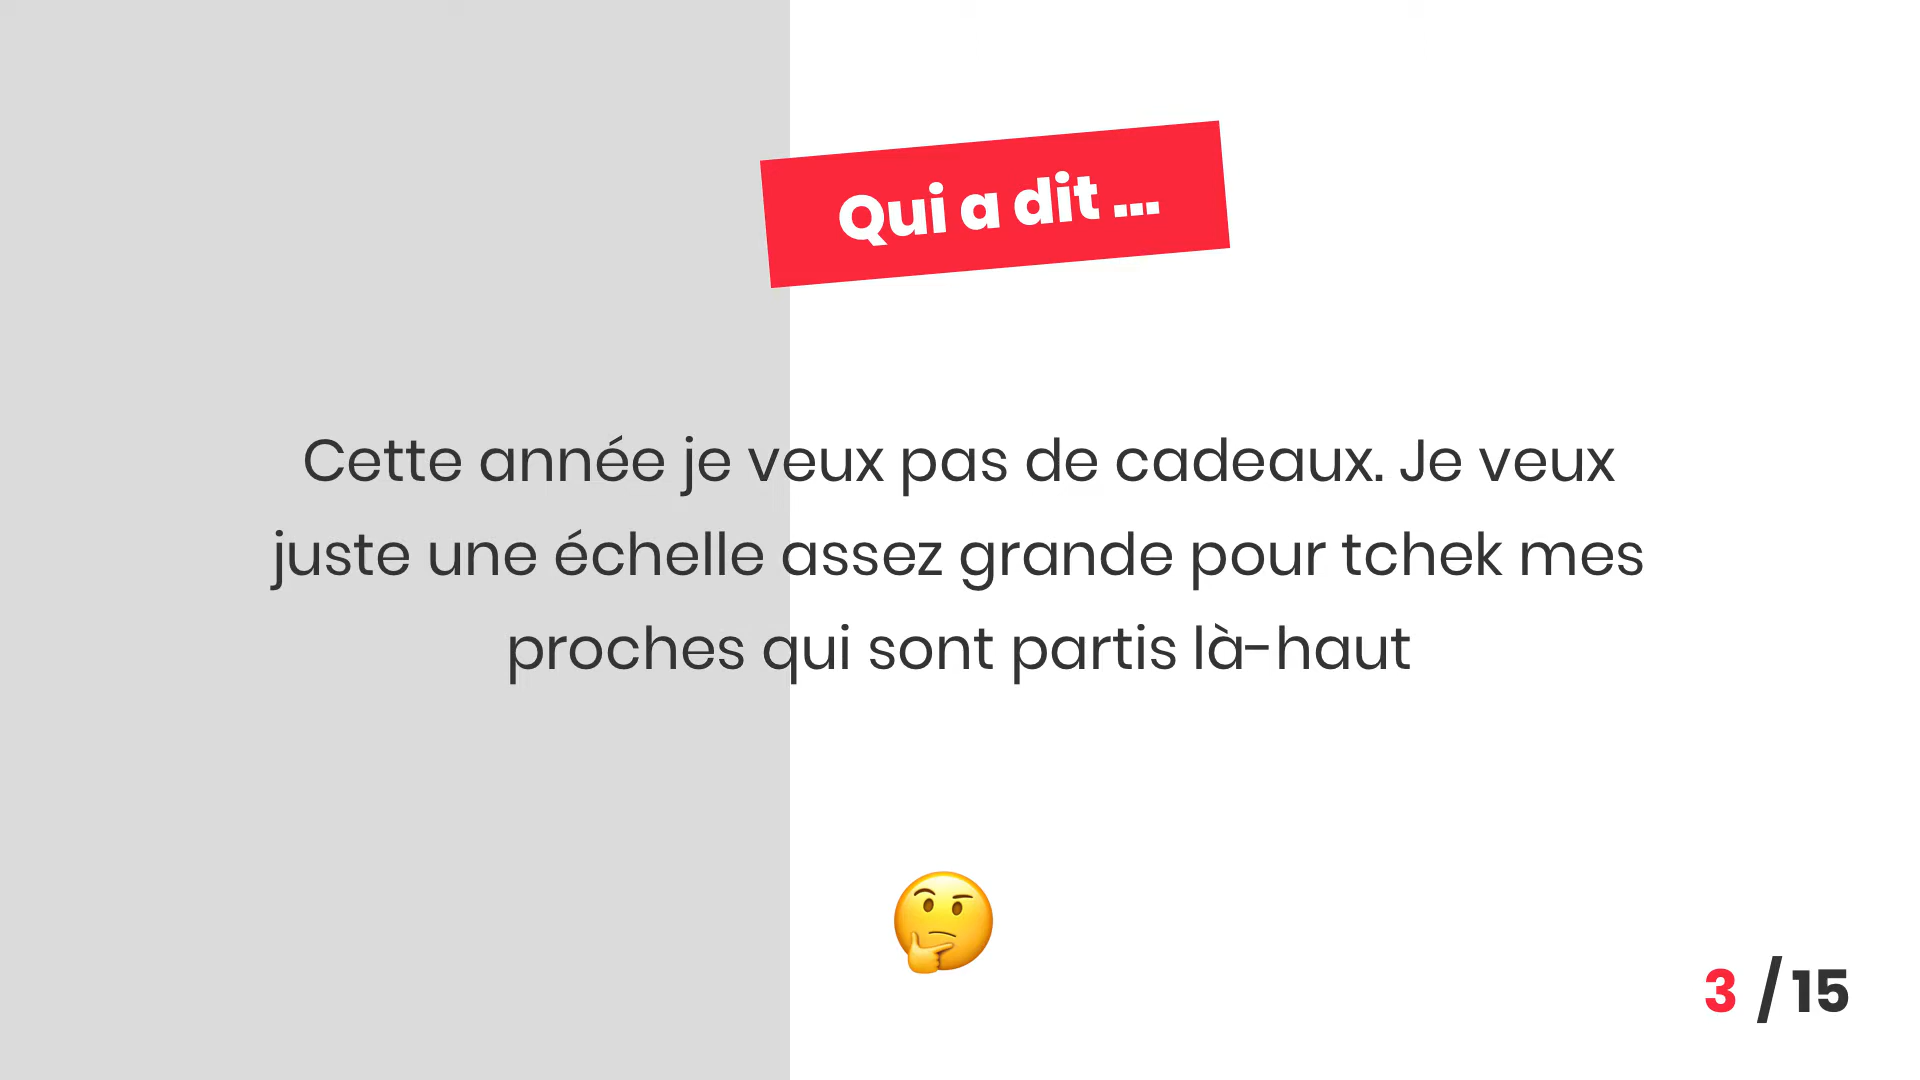 Qui a dit ...
Cette année je veux pas de cadeaux. Je veux
juste une échelle assez grande pour tchek mes
proches qui sont partis là-haut
3 / 15